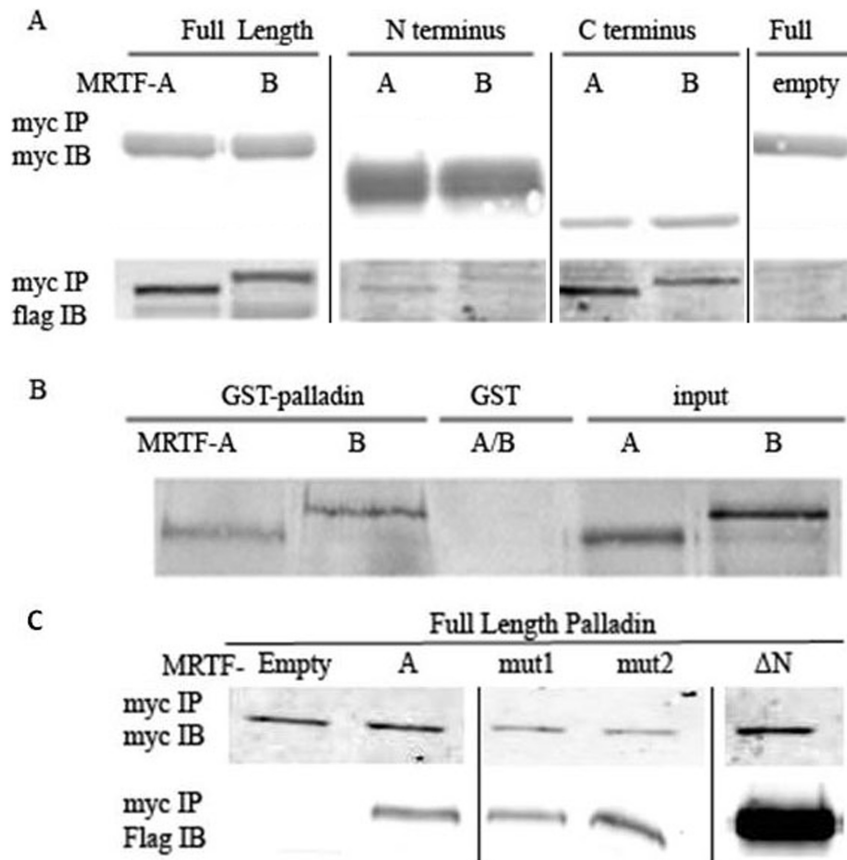 A
Full Length N terminus C terminus Full
MRTF-A B A B A B empty
myc IP
myc IB
myc IP
flag IB
B
GST-palladin GST input
MRTF-A B A/B A B
C
Full Length Palladin
MRTF- Empty A mut1 mut2 ΔN
myc IP
myc IB
myc IP
Flag IB